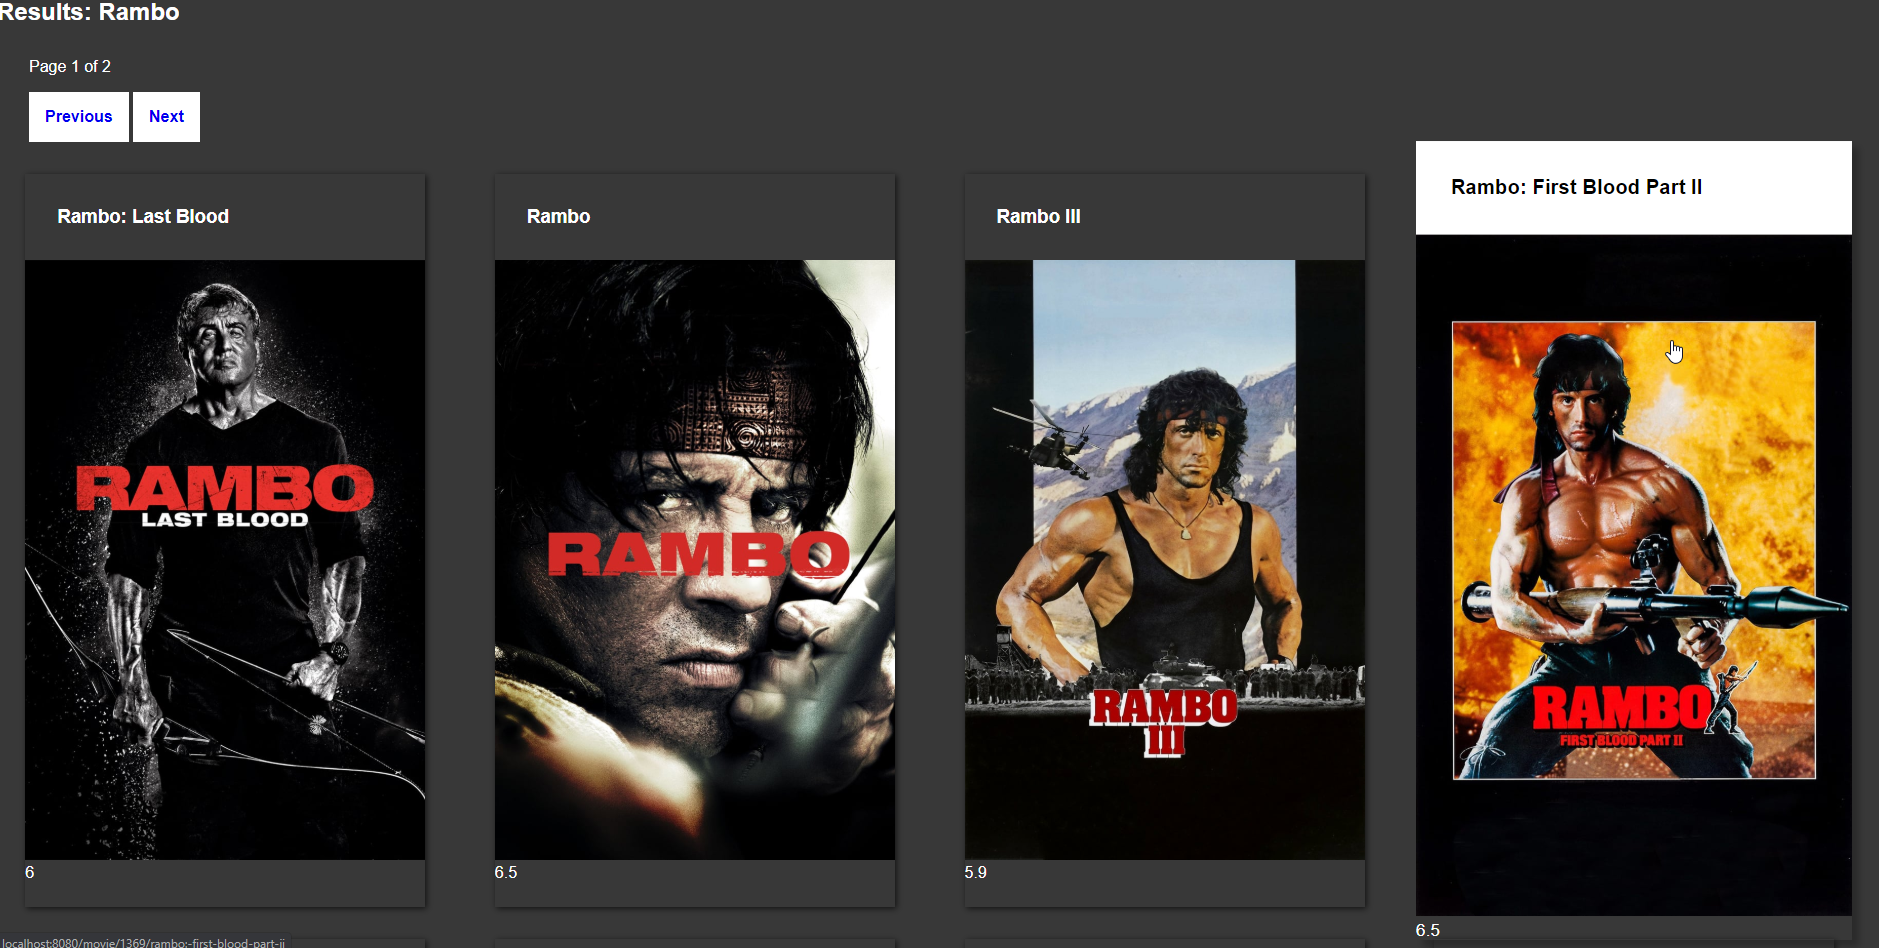 Results: Rambo
Page 1 of 2
Previous Next
Rambo: Last Blood
RAMBO
LAST BLOOD
6
Rambo
RAMBO
6.5
Rambo III
RAMBO
III
5.9
Rambo: First Blood Part II
RAMBO
FIRST BLOOD PART II
6.5
localhost:8080/movie/1369/rambo:-first-blood-part-ii